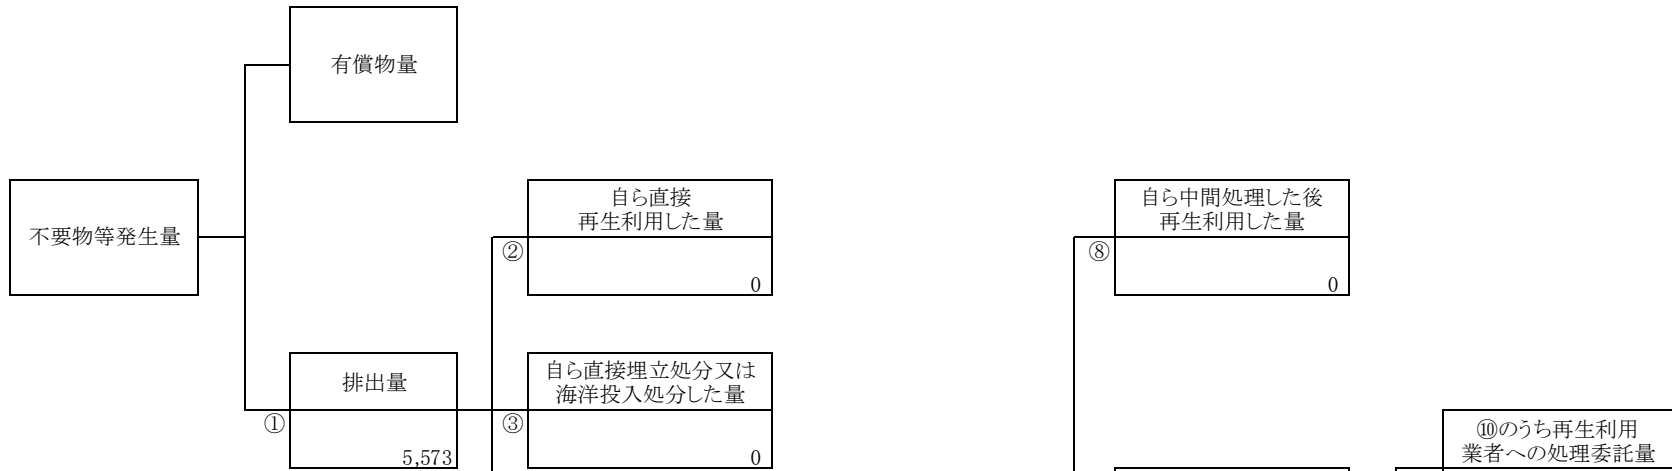 有償物量
不要物等発生量
自ら直接
再生利用した量
②
0
自ら中間処理した後
再生利用した量
⑧
0
排出量
①
5,573
自ら直接埋立処分又は
海洋投入処分した量
③
0
⑩のうち再生利用
業者への処理委託量